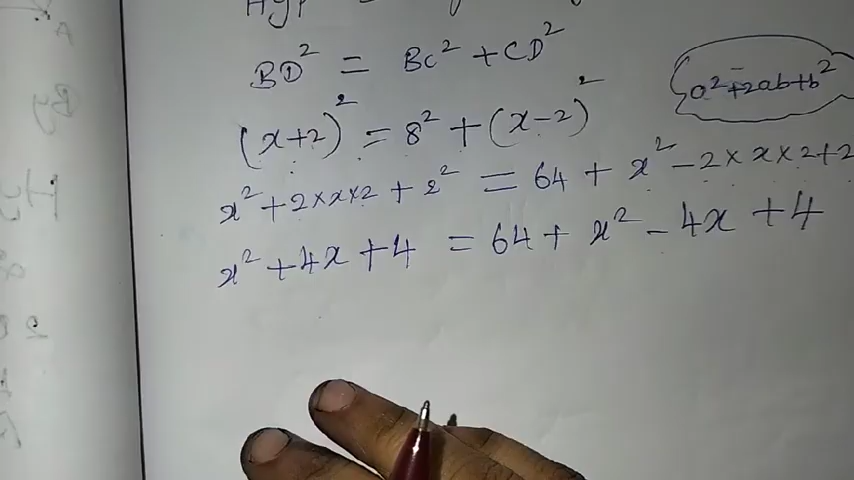 Hyp =
BD² = BC² + CD²
a² + 2ab + b²
(x+2)² = 8² + (x-2)²
x² + 2×x×2 + 2² = 64 + x² - 2×x×2 + 2
x² + 4x + 4 = 64 + x² - 4x + 4